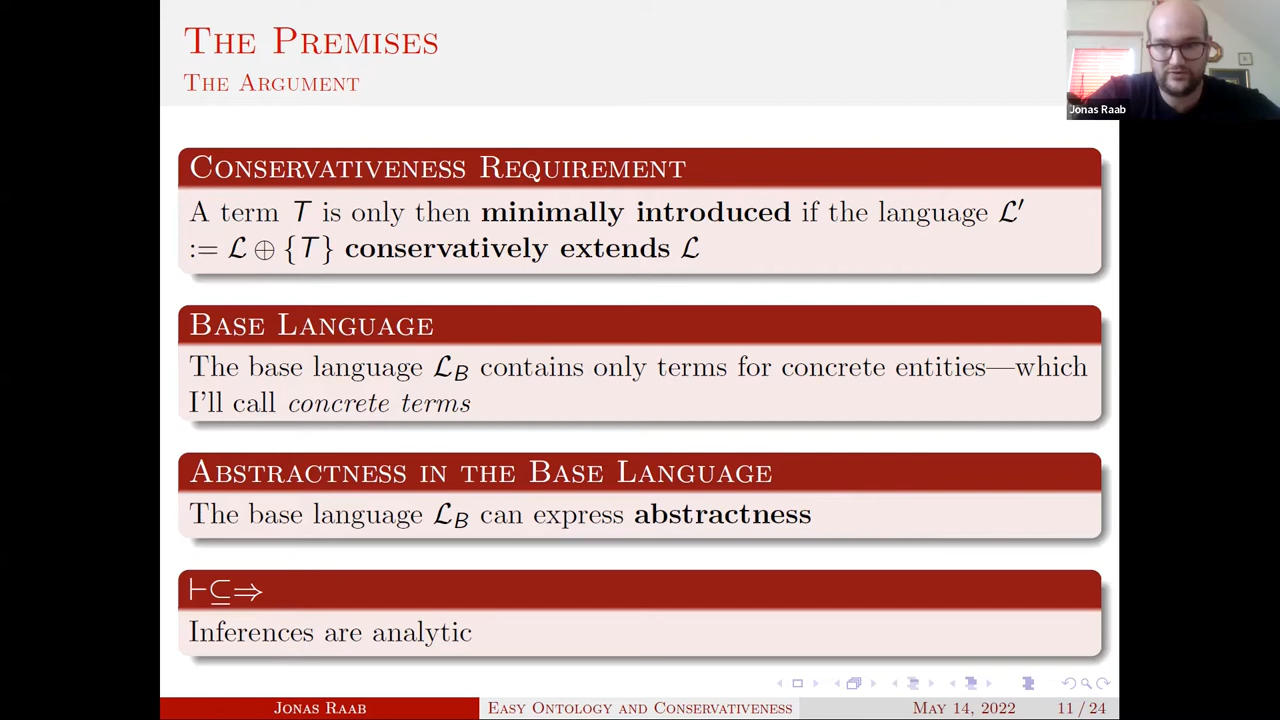 The Premises
The Argument
Jonas Raab
Conservativeness Requirement
A term T is only then minimally introduced if the language ℒ′
:= ℒ ⊕ {T} conservatively extends ℒ
Base Language
The base language ℒ_B contains only terms for concrete entities—which
I'll call concrete terms
Abstractness in the Base Language
The base language ℒ_B can express abstractness
⊢⊆⇒
Inferences are analytic
Jonas Raab Easy Ontology and Conservativeness May 14, 2022 11 / 24